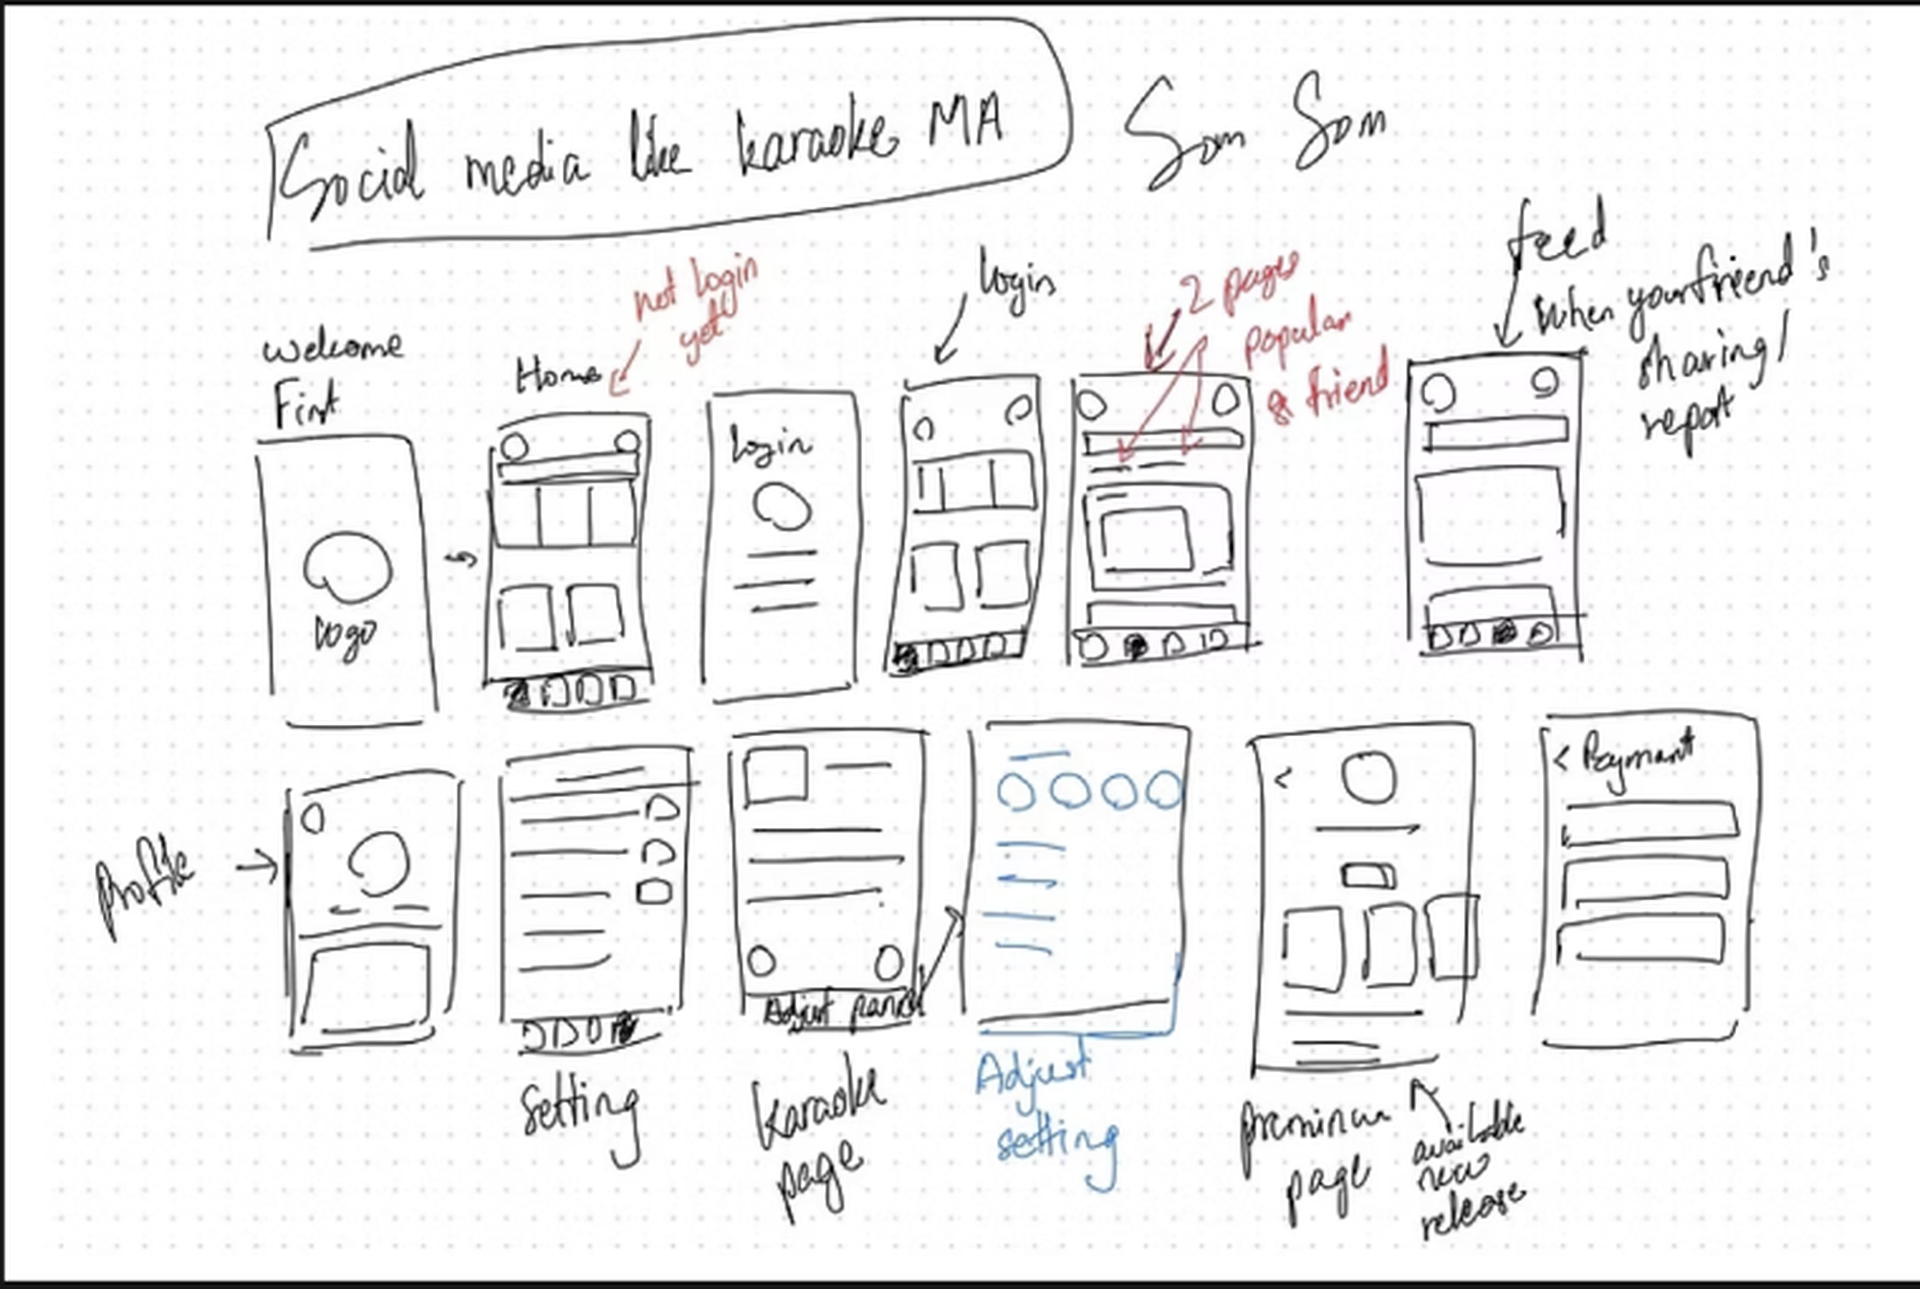 Social media like karaoke MA
Som Som
feed
When your friend's
sharing/
report
login
2 pages
popular
& friend
not login
yet
welcome
First
Home
login
logo
Profile
< Payment
Adjust panel
setting
karaoke
page
Adjust
setting
page
available
new
release